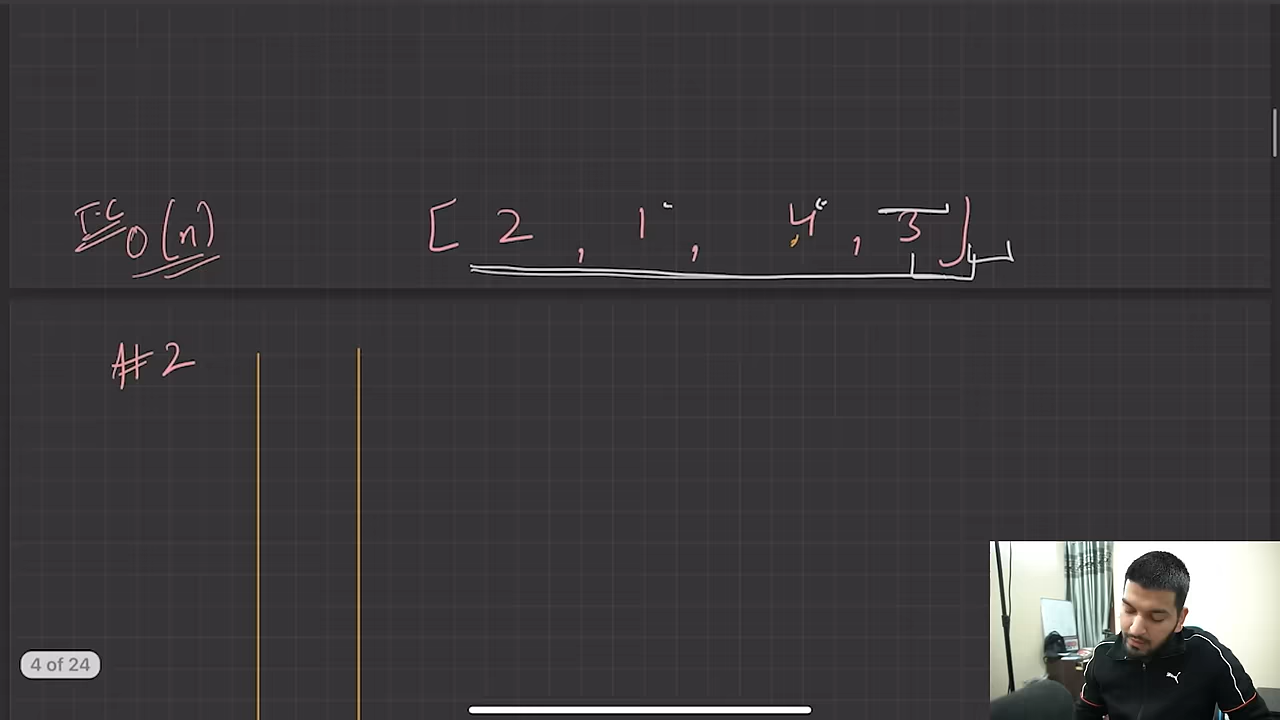 T.C O(n) [ 2 , 1 , 4 , 3 ]
# 2
4 of 24